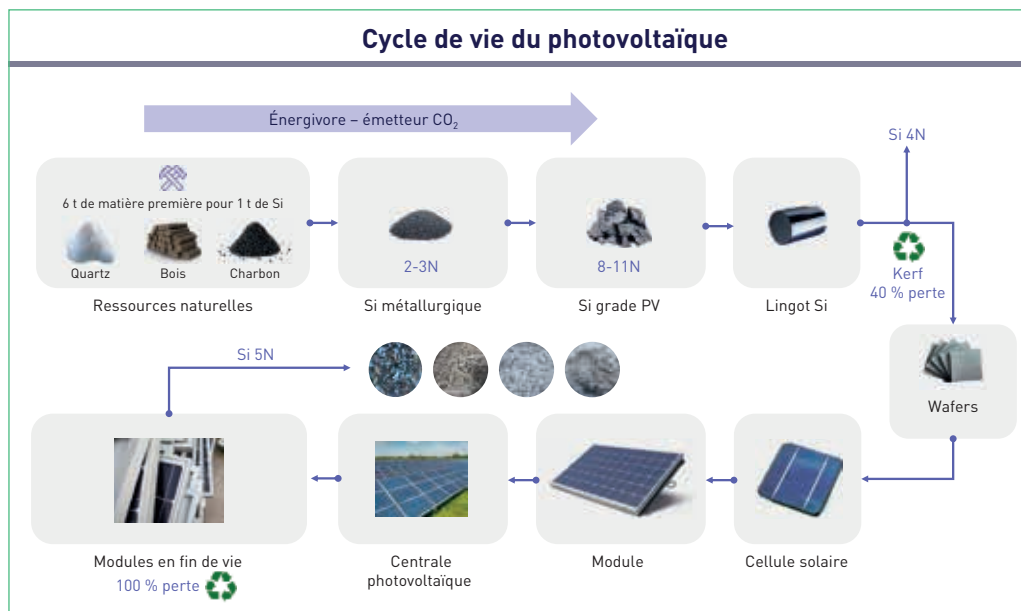 Cycle de vie du photovoltaïque
Énergivore – émetteur CO₂
Si 4N
6 t de matière première pour 1 t de Si
Quartz
Bois
Charbon
2-3N
8-11N
Kerf
40 % perte
Ressources naturelles
Si métallurgique
Si grade PV
Lingot Si
Si 5N
Wafers
Modules en fin de vie
100 % perte
Centrale
photovoltaïque
Module
Cellule solaire